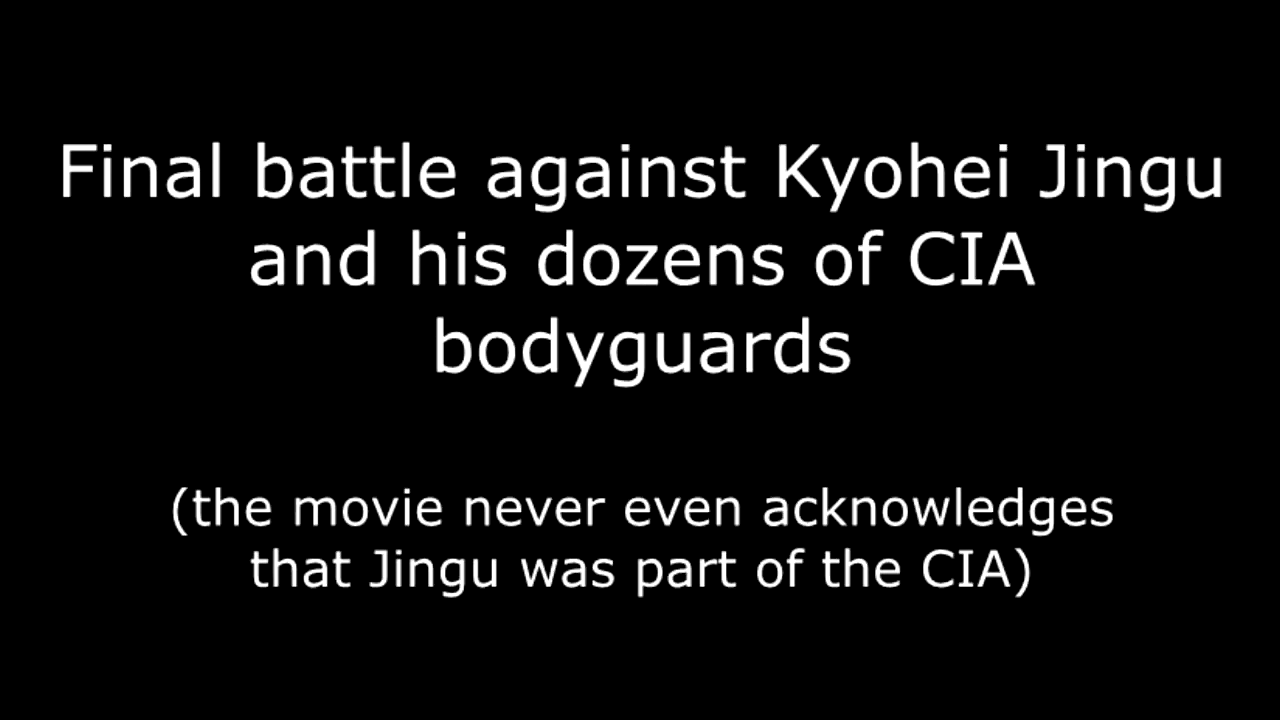 Final battle against Kyohei Jingu
and his dozens of CIA
bodyguards
(the movie never even acknowledges
that Jingu was part of the CIA)